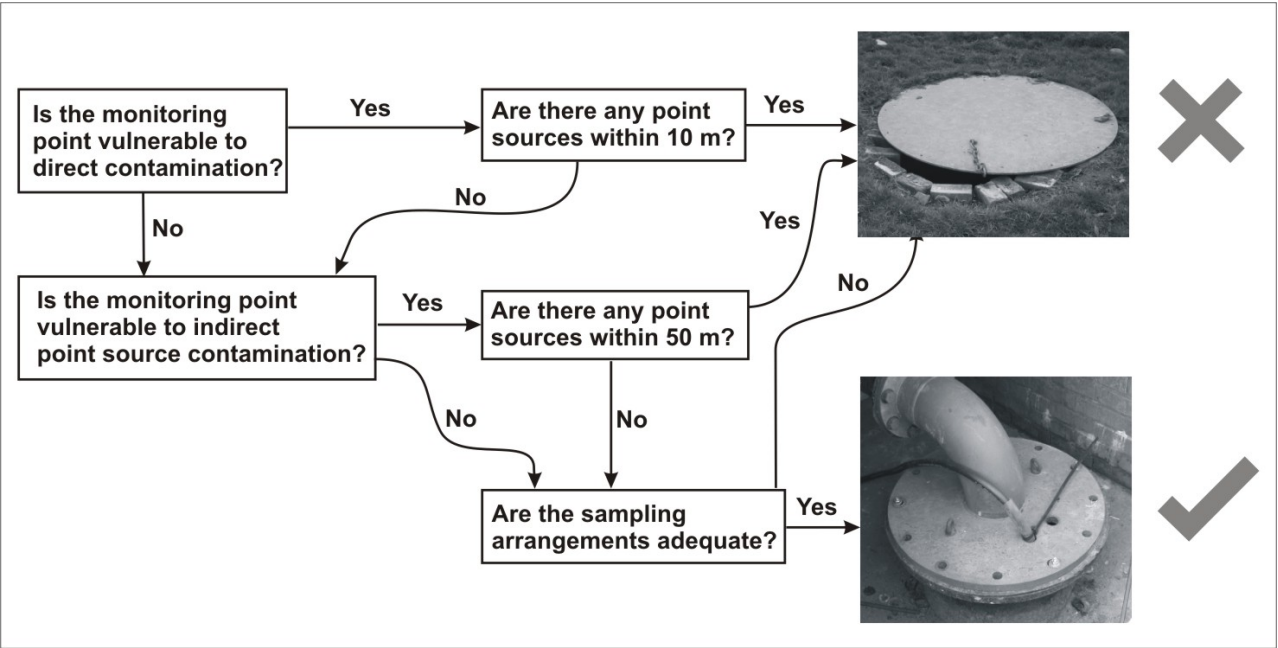 Is the monitoring
point vulnerable to
direct contamination?
Yes
Are there any point
sources within 10 m?
Yes
No
No
Yes
Is the monitoring point
vulnerable to indirect
point source contamination?
Yes
Are there any point
sources within 50 m?
No
No
No
Are the sampling
arrangements adequate?
Yes